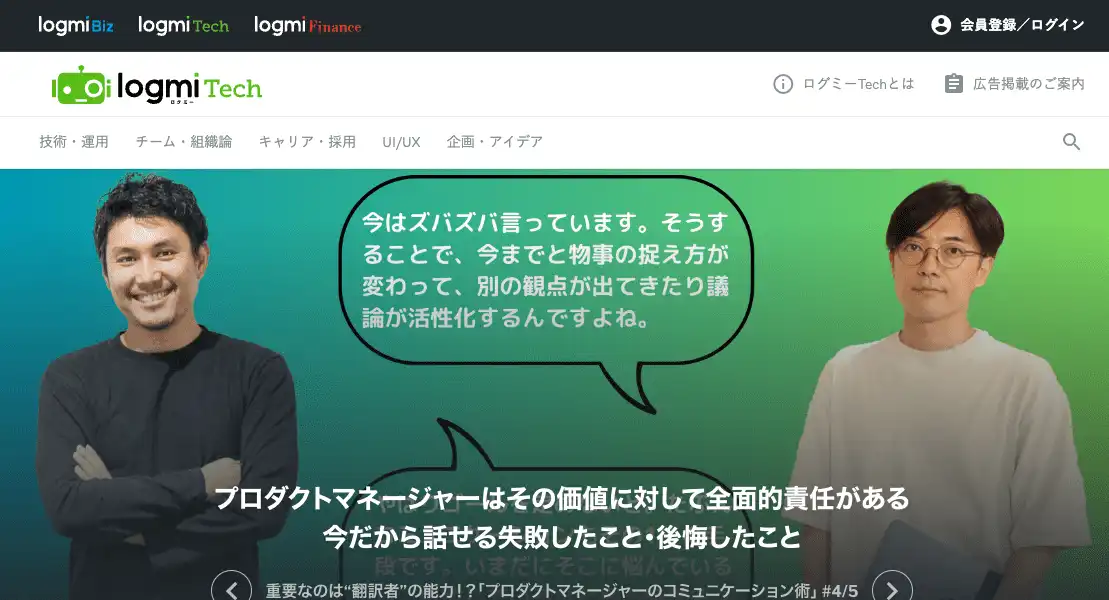 logmi Biz logmi Tech logmi Finance 会員登録／ログイン
logmi Tech ログミーTechとは 広告掲載のご案内
ログミー
技術・運用 チーム・組織論 キャリア・採用 UI/UX 企画・アイデア
今はズバズバ言っています。そうす
ることで、今までと物事の捉え方が
変わって、別の観点が出てきたり議
論が活性化するんですよね。
プロダクトマネージャーはその価値に対して全面的責任がある
今だから話せる失敗したこと・後悔したこと
段です。いまだにそこに悩んでいる
重要なのは“翻訳者”の能力！？「プロダクトマネージャーのコミュニケーション術」 #4/5